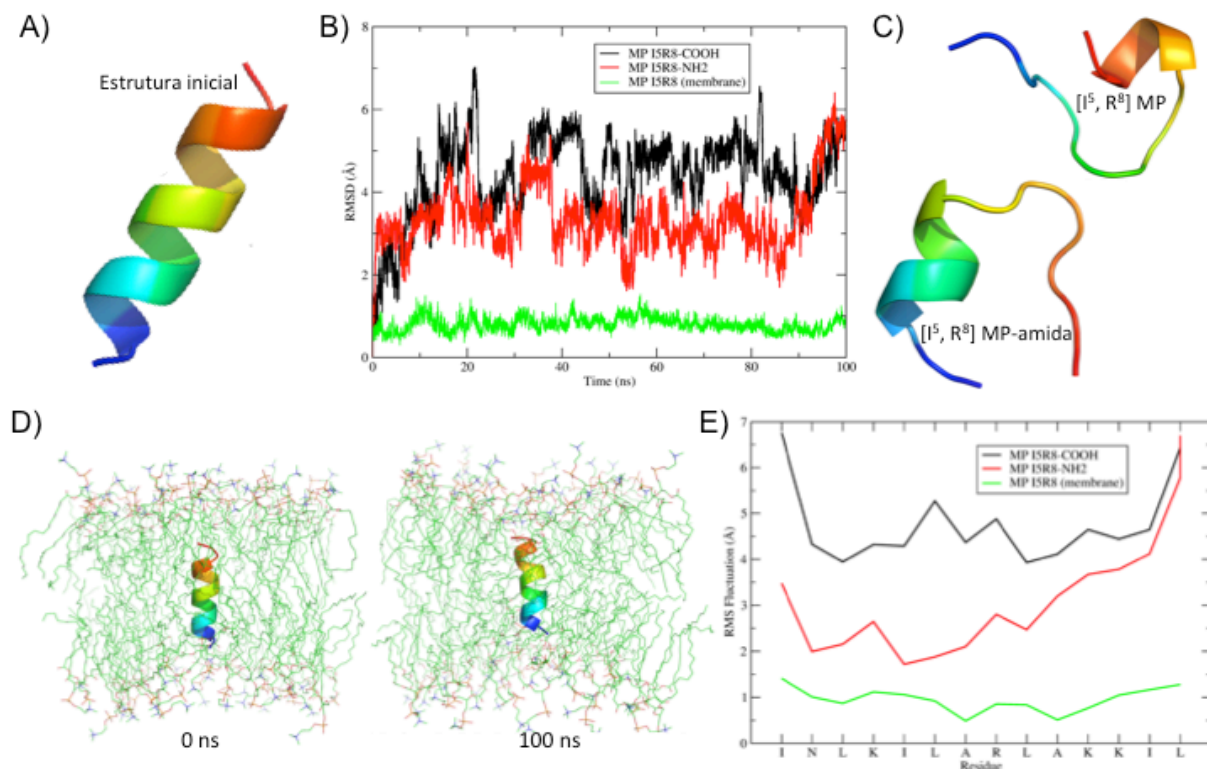 A)
Estrutura inicial
B)
8
6
4
2
0
RMSD (Å)
MP I5R8-COOH
MP I5R8-NH2
MP I5R8 (membrane)
0 20 40 60 80 100
Time (ns)
C)
[I⁵, R⁸] MP
[I⁵, R⁸] MP-amida
D)
0 ns
100 ns
E)
7
6
5
4
3
2
1
0
RMS Fluctuation (Å)
MP I5R8-COOH
MP I5R8-NH2
MP I5R8 (membrane)
I N L K I L A R L A K K I L
Residue